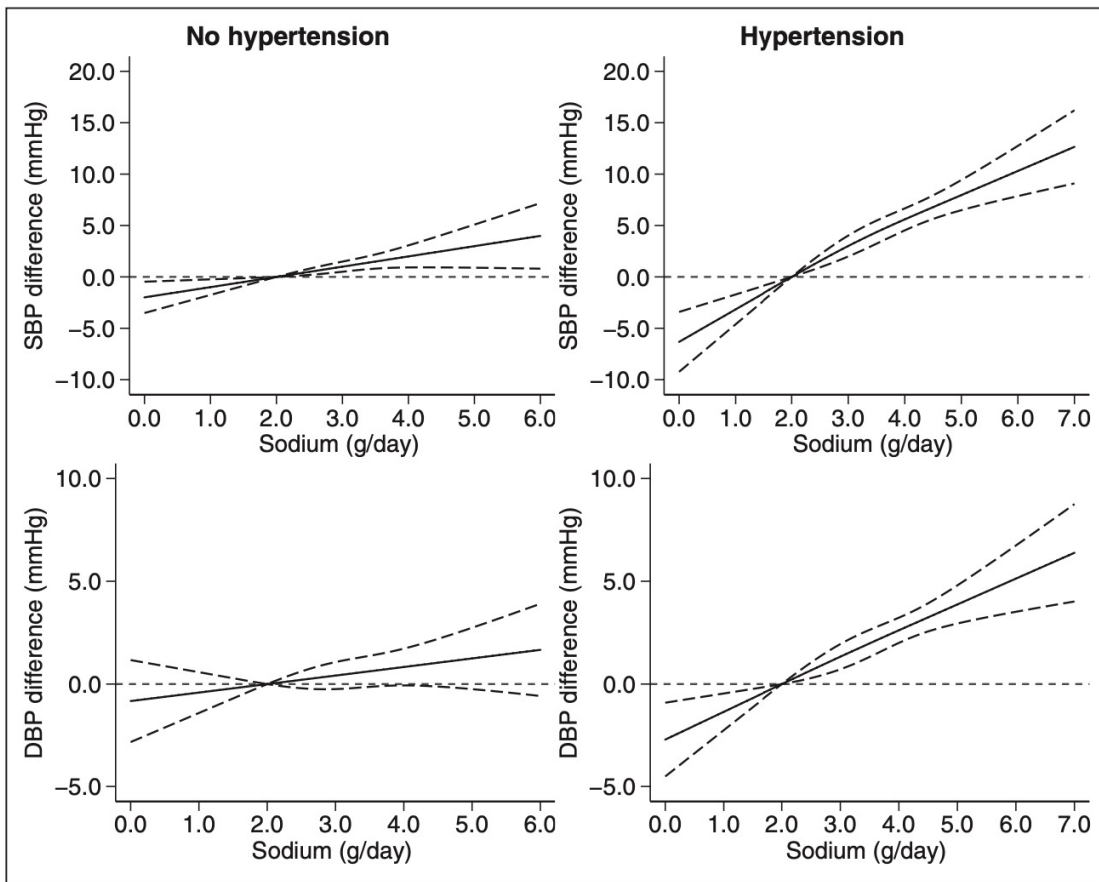 No hypertension
SBP difference (mmHg)
20.0
15.0
10.0
5.0
0.0
−5.0
−10.0
0.0 1.0 2.0 3.0 4.0 5.0 6.0
Sodium (g/day)
Hypertension
SBP difference (mmHg)
20.0
15.0
10.0
5.0
0.0
−5.0
−10.0
0.0 1.0 2.0 3.0 4.0 5.0 6.0 7.0
Sodium (g/day)
DBP difference (mmHg)
10.0
5.0
0.0
−5.0
0.0 1.0 2.0 3.0 4.0 5.0 6.0
Sodium (g/day)
DBP difference (mmHg)
10.0
5.0
0.0
−5.0
0.0 1.0 2.0 3.0 4.0 5.0 6.0 7.0
Sodium (g/day)